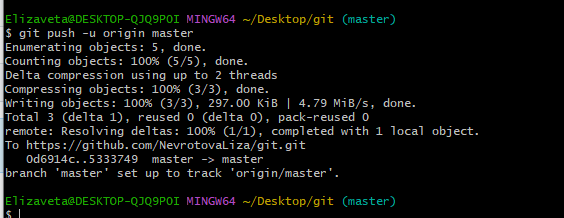 Elizaveta@DESKTOP-QJQ9POI MINGW64 ~/Desktop/git (master)
$ git push -u origin master
Enumerating objects: 5, done.
Counting objects: 100% (5/5), done.
Delta compression using up to 2 threads
Compressing objects: 100% (3/3), done.
Writing objects: 100% (3/3), 297.00 KiB | 4.79 MiB/s, done.
Total 3 (delta 1), reused 0 (delta 0), pack-reused 0
remote: Resolving deltas: 100% (1/1), completed with 1 local object.
To https://github.com/NevrotovaLiza/git.git
   0d6914c..5333749  master -> master
branch 'master' set up to track 'origin/master'.
Elizaveta@DESKTOP-QJQ9POI MINGW64 ~/Desktop/git (master)
$